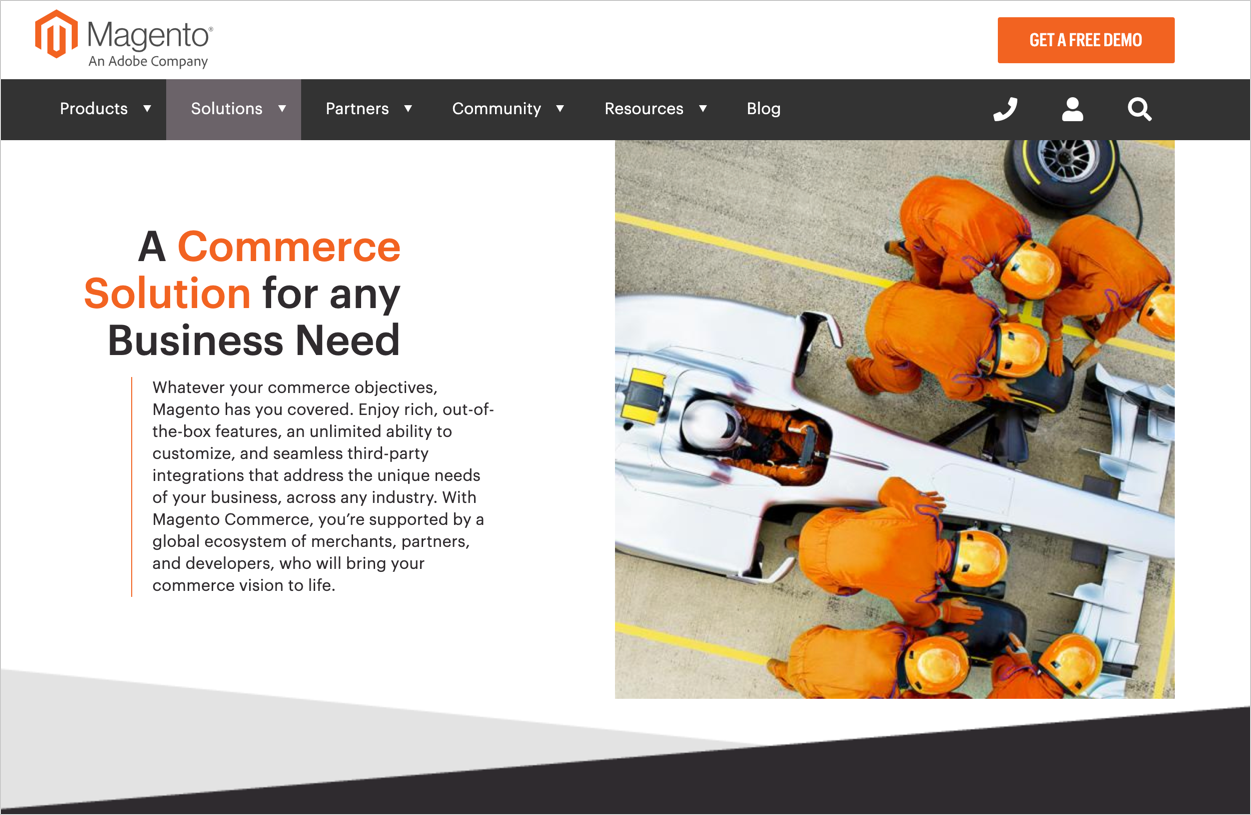 Magento®
An Adobe Company
GET A FREE DEMO
Products
Solutions
Partners
Community
Resources
Blog
A Commerce
Solution for any
Business Need
Whatever your commerce objectives,
Magento has you covered. Enjoy rich, out-of-
the-box features, an unlimited ability to
customize, and seamless third-party
integrations that address the unique needs
of your business, across any industry. With
Magento Commerce, you’re supported by a
global ecosystem of merchants, partners,
and developers, who will bring your
commerce vision to life.